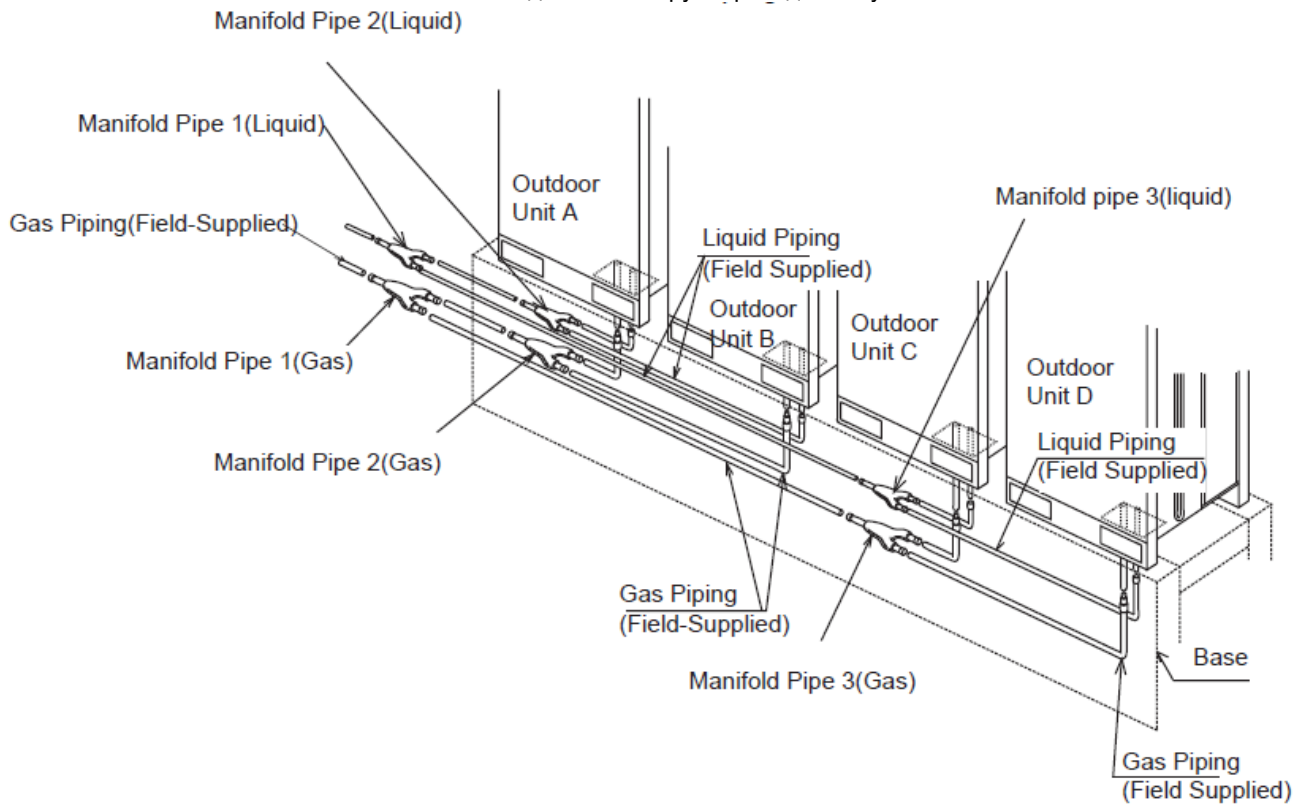 Manifold Pipe 2(Liquid)
Manifold Pipe 1(Liquid)
Gas Piping(Field-Supplied)
Outdoor
Unit A
Manifold pipe 3(liquid)
Liquid Piping
(Field Supplied)
Outdoor
Unit B
Outdoor
Unit C
Manifold Pipe 1(Gas)
Outdoor
Unit D
Liquid Piping
(Field Supplied)
Manifold Pipe 2(Gas)
Gas Piping
(Field-Supplied)
Manifold Pipe 3(Gas)
Base
Gas Piping
(Field Supplied)